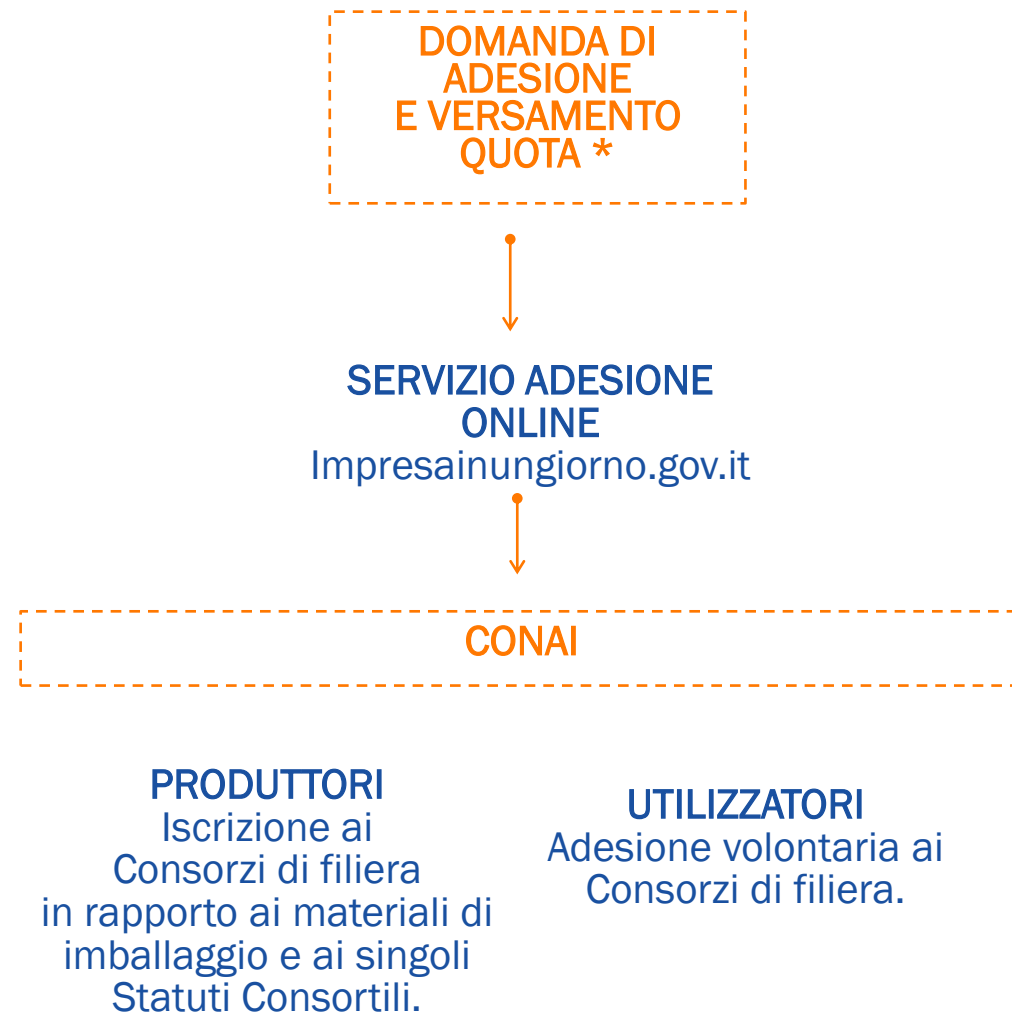 DOMANDA DI
ADESIONE
E VERSAMENTO
QUOTA *
SERVIZIO ADESIONE
ONLINE
Impresainungiorno.gov.it
CONAI
PRODUTTORI
Iscrizione ai
Consorzi di filiera
in rapporto ai materiali di
imballaggio e ai singoli
Statuti Consortili.
UTILIZZATORI
Adesione volontaria ai
Consorzi di filiera.